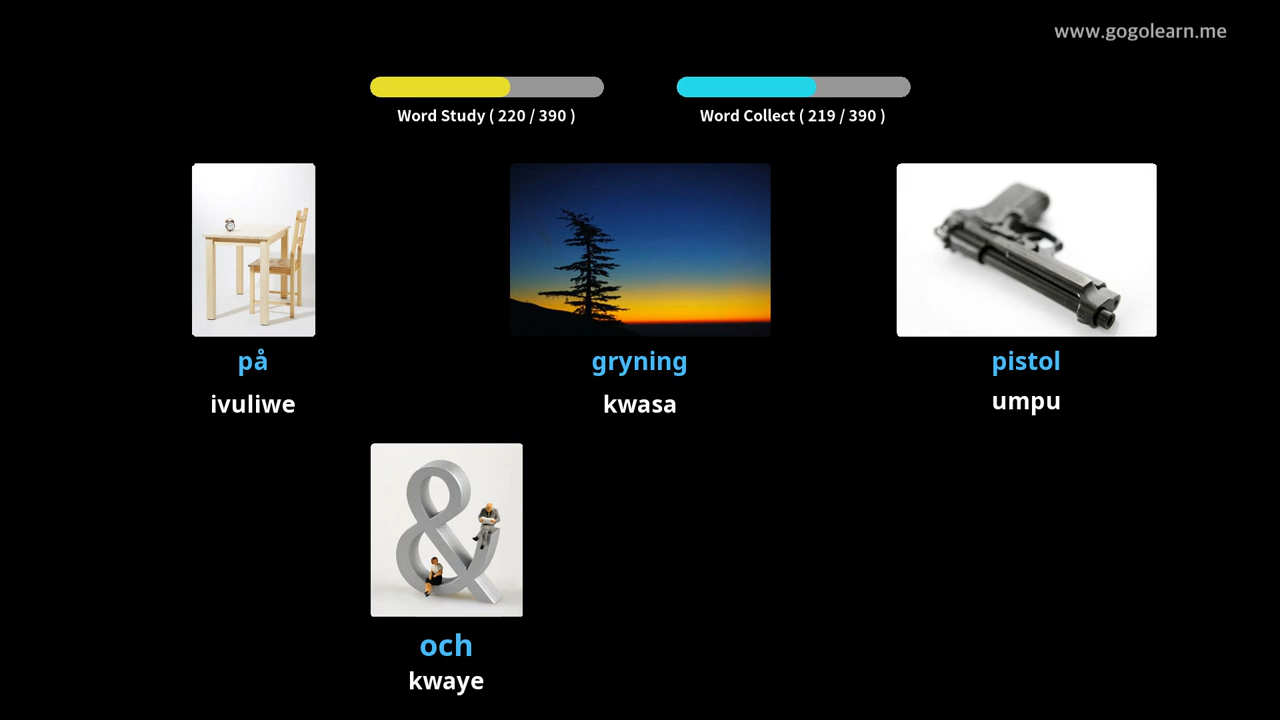 www.gogolearn.me
Word Study ( 220 / 390 )
Word Collect ( 219 / 390 )
på
gryning
pistol
ivuliwe
kwasa
umpu
och
kwaye